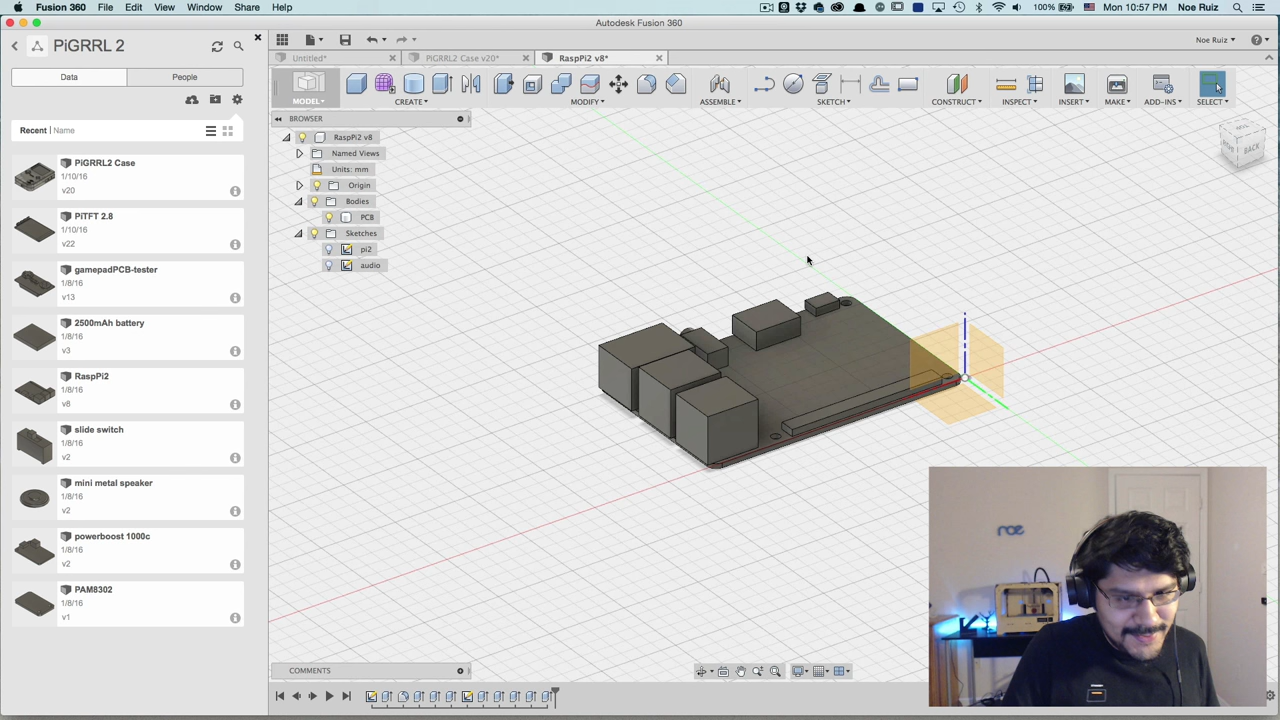 Fusion 360 File Edit View Window Share Help 100% Mon 10:57 PM Noe Ruiz
Autodesk Fusion 360
PiGRRL 2
Noe Ruiz
Untitled* PiGRRL2 Case v20* RaspPi2 v8*
Data People
MODEL CREATE MODIFY ASSEMBLE SKETCH CONSTRUCT INSPECT INSERT MAKE ADD-INS SELECT
BROWSER
Recent | Name
RaspPi2 v8
Named Views
Units: mm
Origin
Bodies
PCB
Sketches
pi2
audio
PiGRRL2 Case
1/10/16
v20
PiTFT 2.8
1/10/16
v22
gamepadPCB-tester
1/8/16
v13
2500mAh battery
1/8/16
v3
RaspPi2
1/8/16
v8
slide switch
1/8/16
v2
mini metal speaker
1/8/16
v2
powerboost 1000c
1/8/16
v2
PAM8302
1/8/16
v1
BACK
noe
COMMENTS